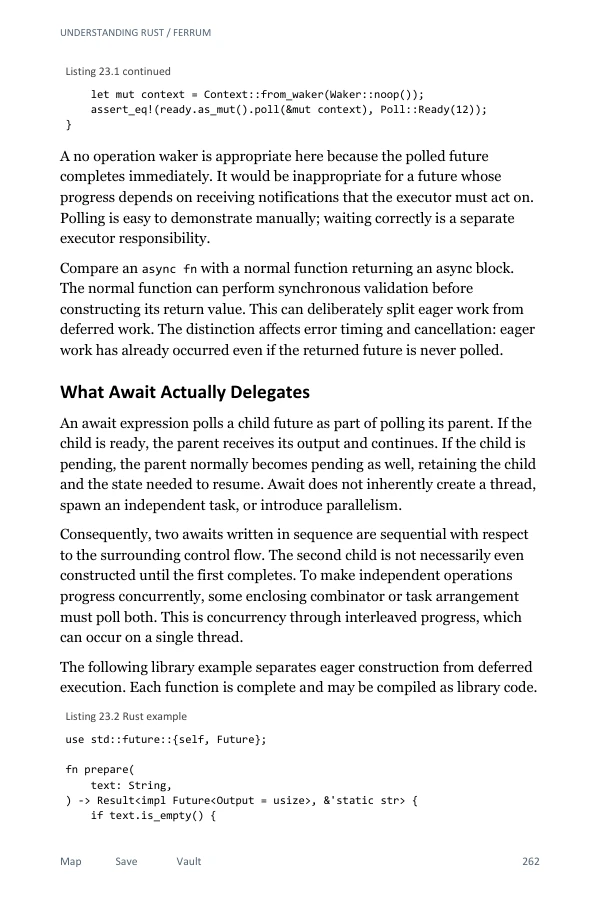 UNDERSTANDING RUST / FERRUM
Listing 23.1 continued
    let mut context = Context::from_waker(Waker::noop());
    assert_eq!(ready.as_mut().poll(&mut context), Poll::Ready(12));
}
A no operation waker is appropriate here because the polled future
completes immediately. It would be inappropriate for a future whose
progress depends on receiving notifications that the executor must act on.
Polling is easy to demonstrate manually; waiting correctly is a separate
executor responsibility.
Compare an async fn with a normal function returning an async block.
The normal function can perform synchronous validation before
constructing its return value. This can deliberately split eager work from
deferred work. The distinction affects error timing and cancellation: eager
work has already occurred even if the returned future is never polled.
What Await Actually Delegates
An await expression polls a child future as part of polling its parent. If the
child is ready, the parent receives its output and continues. If the child is
pending, the parent normally becomes pending as well, retaining the child
and the state needed to resume. Await does not inherently create a thread,
spawn an independent task, or introduce parallelism.
Consequently, two awaits written in sequence are sequential with respect
to the surrounding control flow. The second child is not necessarily even
constructed until the first completes. To make independent operations
progress concurrently, some enclosing combinator or task arrangement
must poll both. This is concurrency through interleaved progress, which
can occur on a single thread.
The following library example separates eager construction from deferred
execution. Each function is complete and may be compiled as library code.
Listing 23.2 Rust example
use std::future::{self, Future};
fn prepare(
    text: String,
) -> Result<impl Future<Output = usize>, &'static str> {
    if text.is_empty() {
Map Save Vault 262